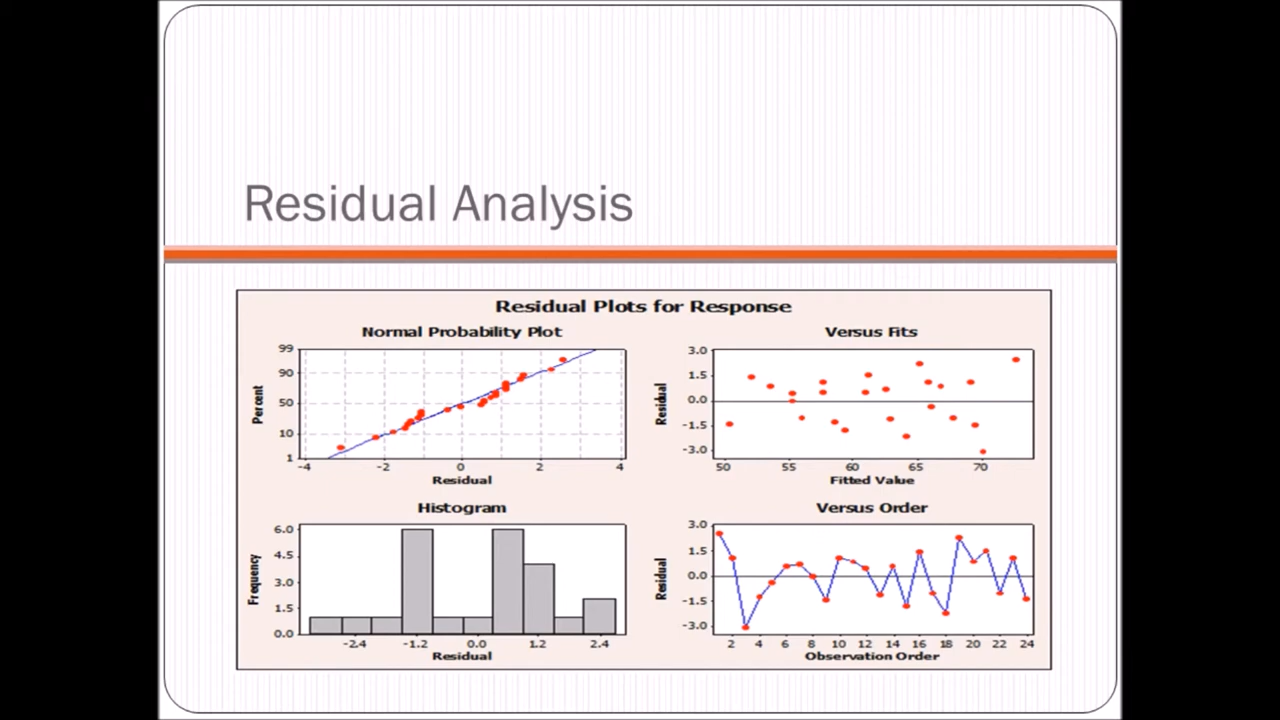 Residual Analysis
Residual Plots for Response
Normal Probability Plot
99
90
50
10
1
Percent
-4 -2 0 2 4
Residual
Versus Fits
3.0
1.5
0.0
-1.5
-3.0
Residual
50 55 60 65 70
Fitted Value
Histogram
6.0
4.5
3.0
1.5
0.0
Frequency
-2.4 -1.2 0.0 1.2 2.4
Residual
Versus Order
3.0
1.5
0.0
-1.5
-3.0
Residual
2 4 6 8 10 12 14 16 18 20 22 24
Observation Order